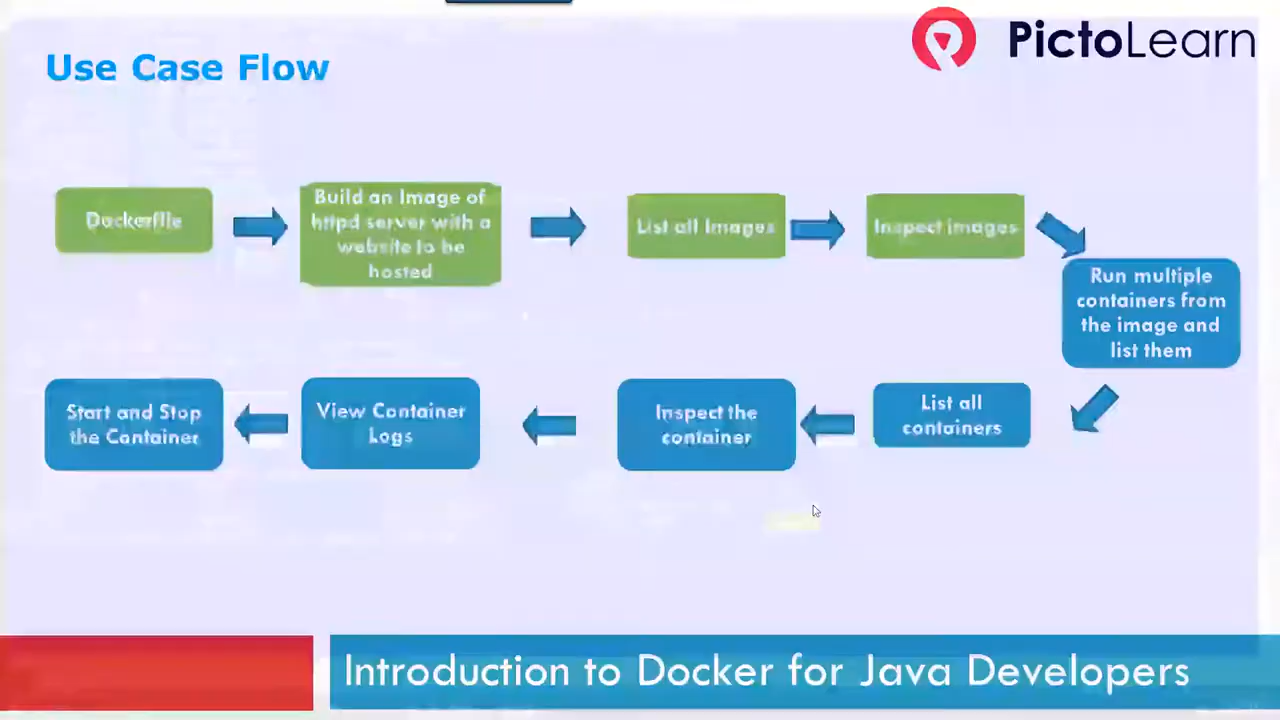 PictoLearn
Use Case Flow
Dockerfile
Build an Image of
httpd server with a
website to be
hosted
List all Images
Inspect images
Run multiple
containers from
the image and
list them
List all
containers
Inspect the
container
View Container
Logs
Start and Stop
the Container
Introduction to Docker for Java Developers